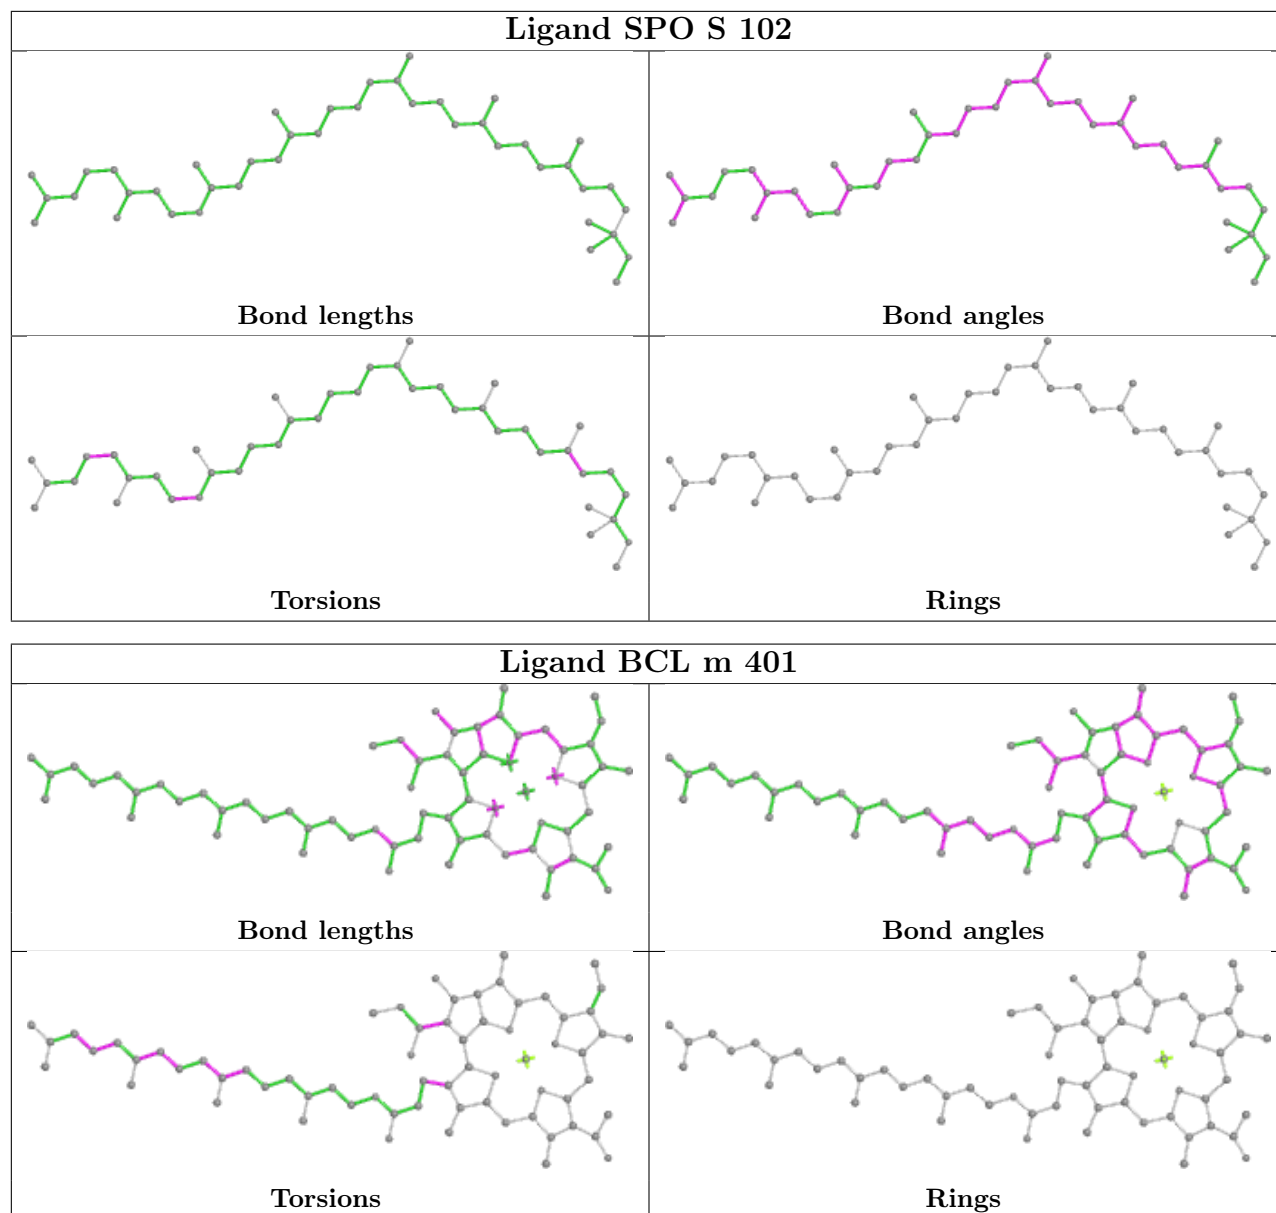 Ligand SPO S 102
Bond lengths
Bond angles
Torsions
Rings
Ligand BCL m 401
Bond lengths
Bond angles
Torsions
Rings